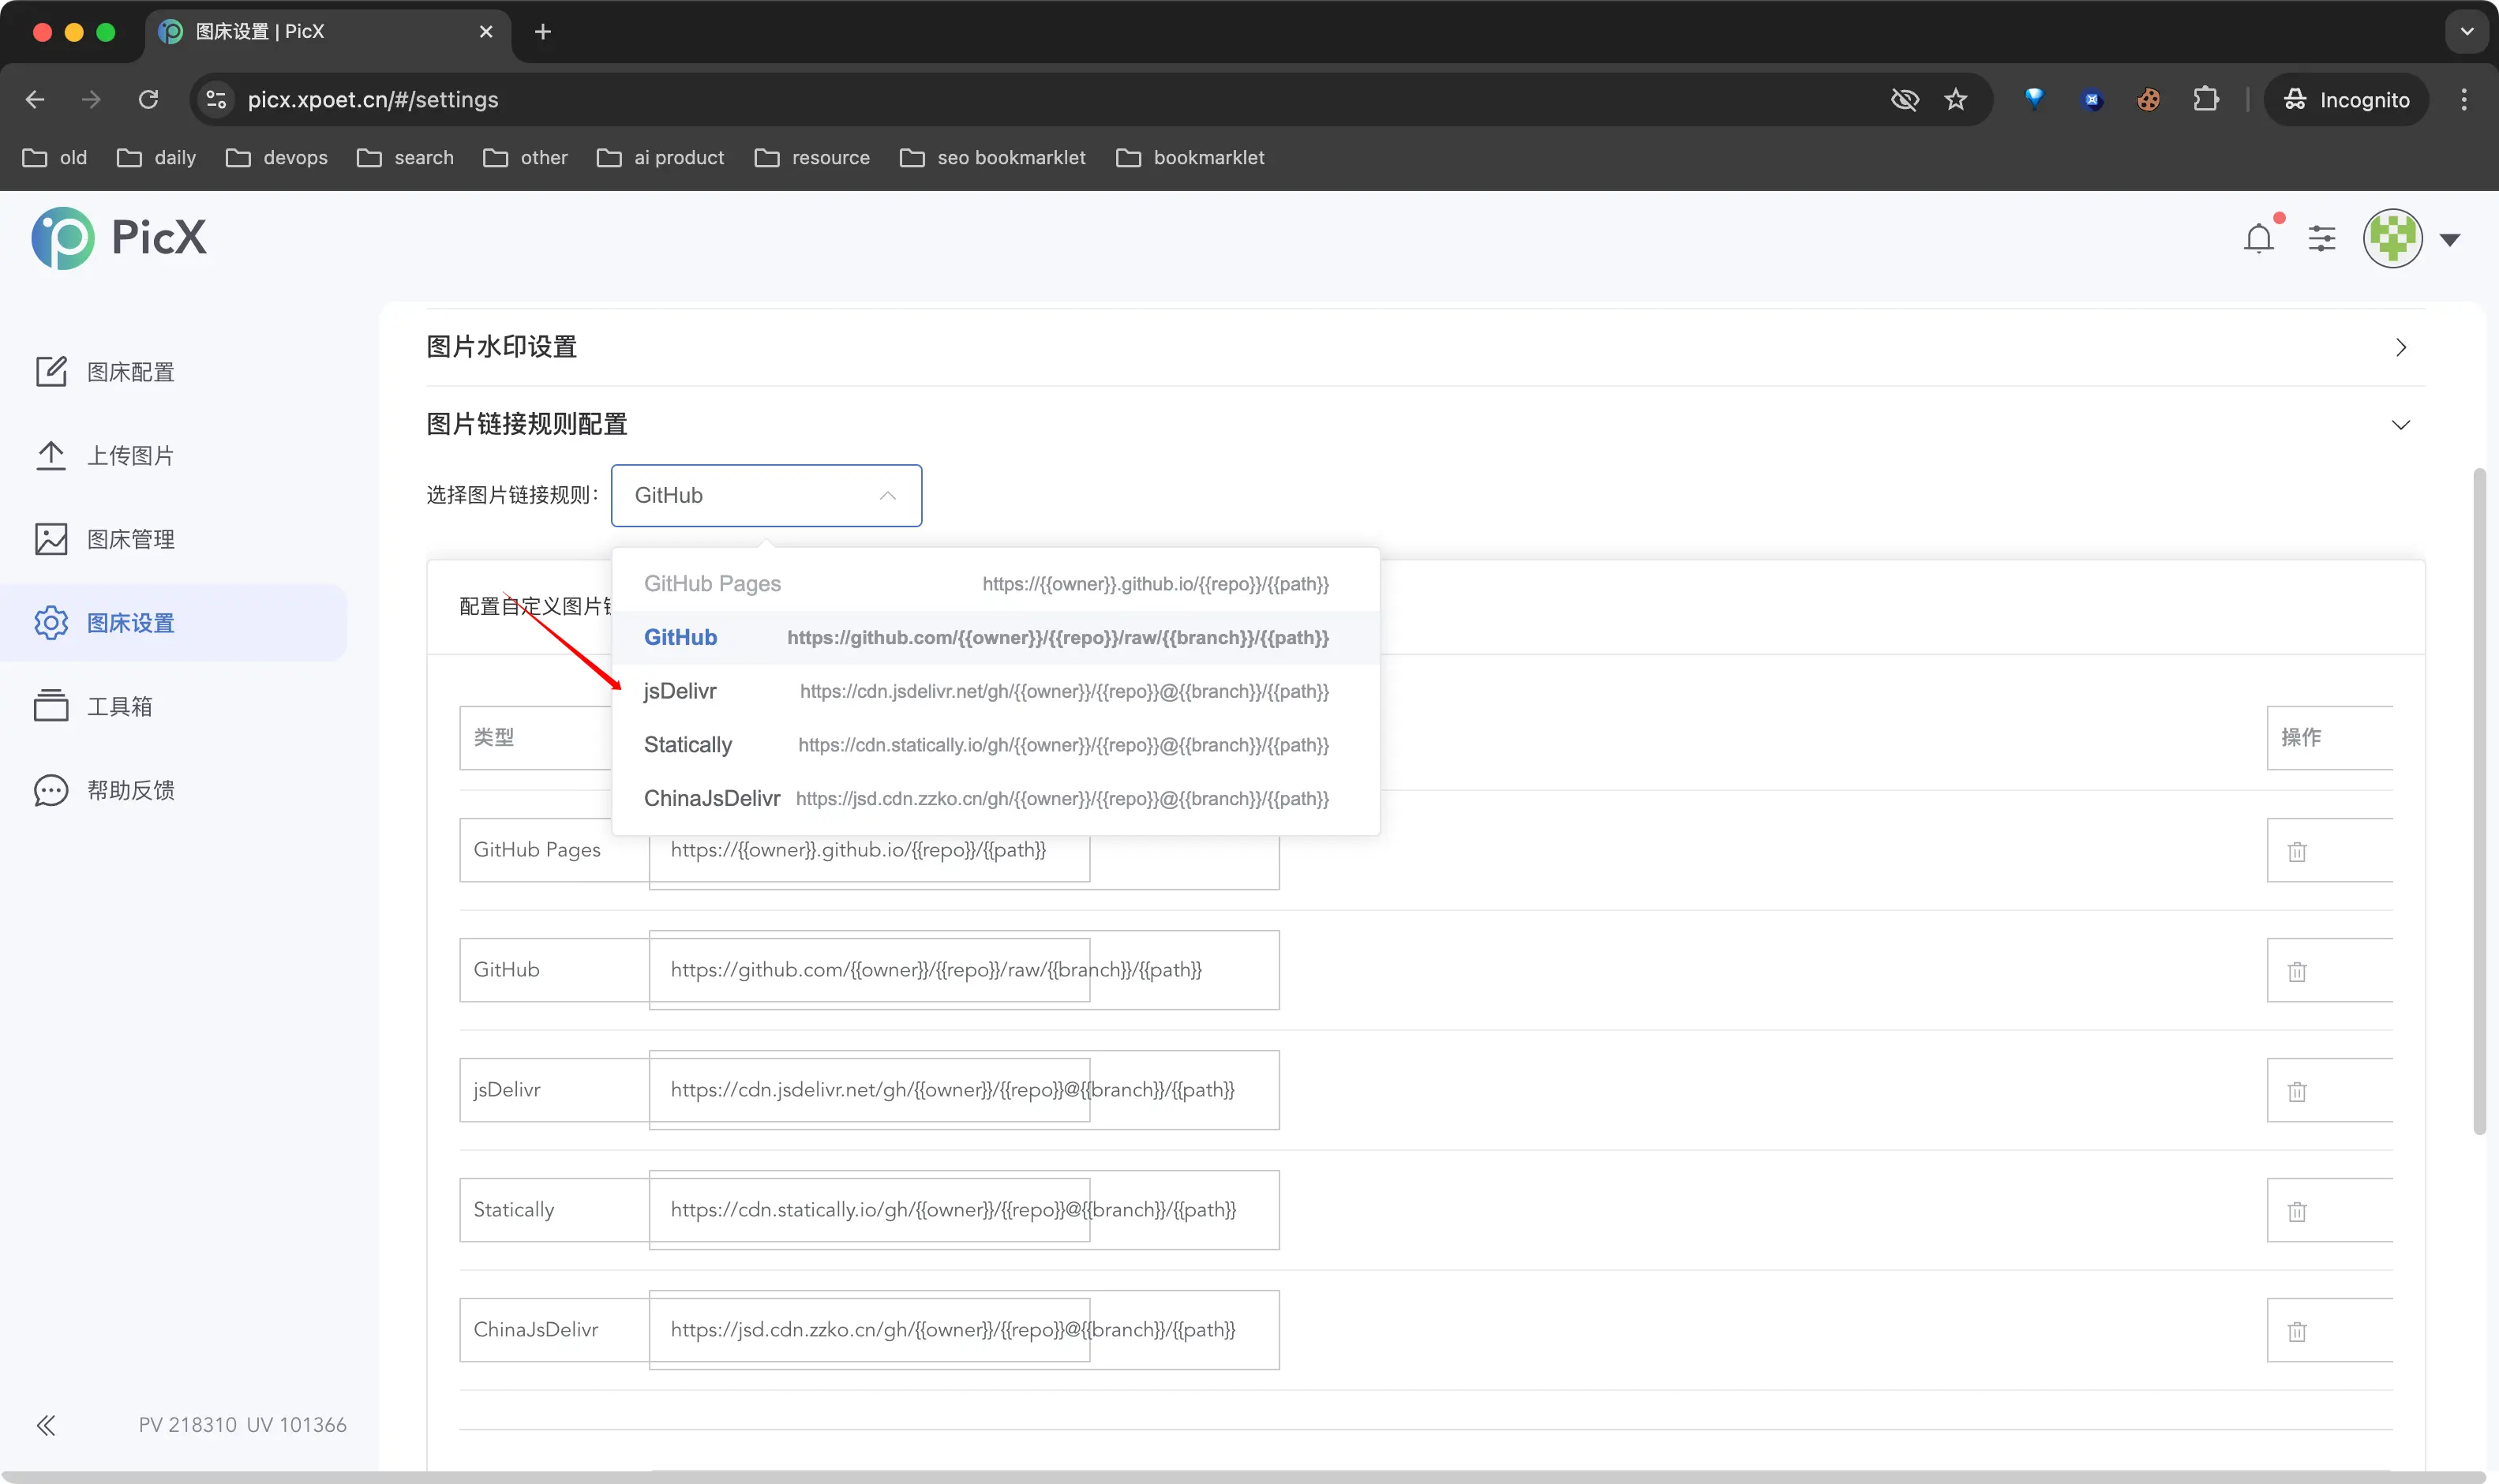 图床设置 | PicX
picx.xpoet.cn/#/settings
Incognito
old daily devops search other ai product resource seo bookmarklet bookmarklet
PicX
图床配置
上传图片
图床管理
图床设置
工具箱
帮助反馈
PV 218310 UV 101366
图片水印设置
图片链接规则配置
选择图片链接规则: GitHub
配置自定义图片
GitHub Pages https://{{owner}}.github.io/{{repo}}/{{path}}
GitHub https://github.com/{{owner}}/{{repo}}/raw/{{branch}}/{{path}}
jsDelivr https://cdn.jsdelivr.net/gh/{{owner}}/{{repo}}@{{branch}}/{{path}}
Statically https://cdn.statically.io/gh/{{owner}}/{{repo}}@{{branch}}/{{path}}
ChinaJsDelivr https://jsd.cdn.zzko.cn/gh/{{owner}}/{{repo}}@{{branch}}/{{path}}
类型 操作
GitHub Pages https://{{owner}}.github.io/{{repo}}/{{path}}
GitHub https://github.com/{{owner}}/{{repo}}/raw/{{branch}}/{{path}}
jsDelivr https://cdn.jsdelivr.net/gh/{{owner}}/{{repo}}@{{branch}}/{{path}}
Statically https://cdn.statically.io/gh/{{owner}}/{{repo}}@{{branch}}/{{path}}
ChinaJsDelivr https://jsd.cdn.zzko.cn/gh/{{owner}}/{{repo}}@{{branch}}/{{path}}